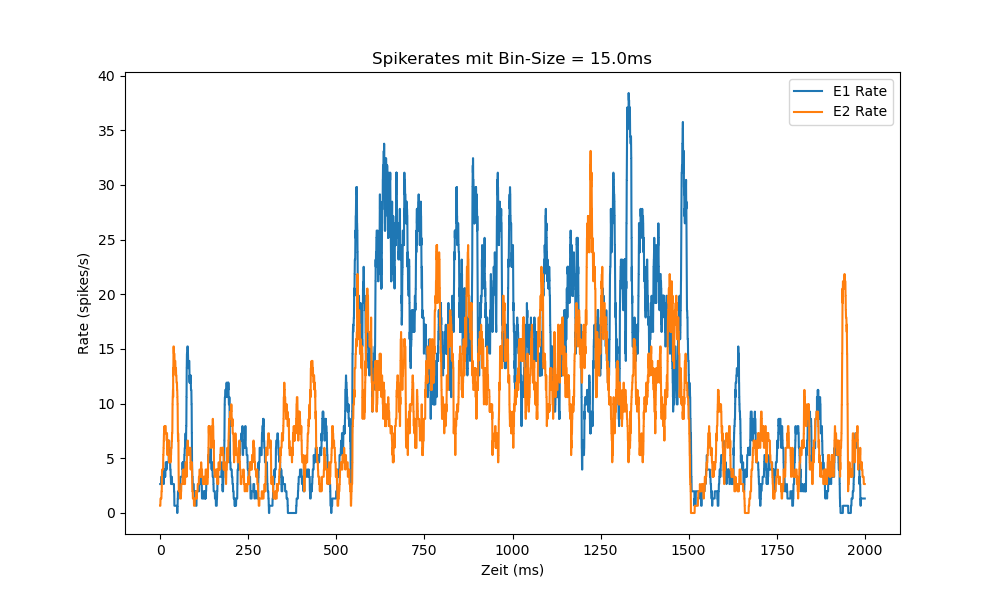 Spikerates mit Bin-Size = 15.0ms
E1 Rate
E2 Rate
Rate (spikes/s)
40
35
30
25
20
15
10
5
0
0 250 500 750 1000 1250 1500 1750 2000
Zeit (ms)